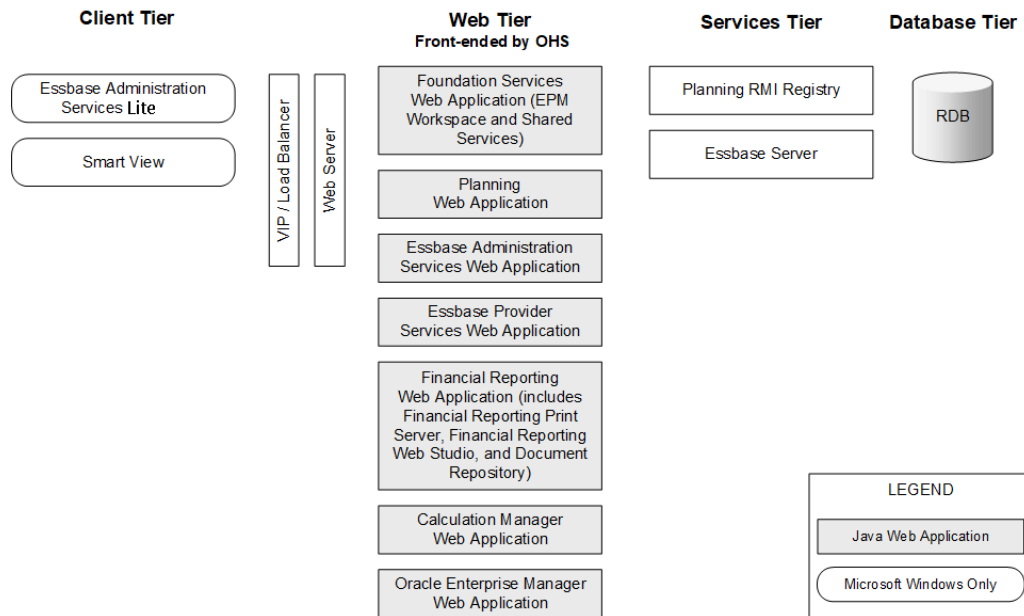 Client Tier
Essbase Administration
Services Lite
Smart View
VIP / Load Balancer
Web Server
Web Tier
Front-ended by OHS
Foundation Services
Web Application (EPM
Workspace and Shared
Services)
Planning
Web Application
Essbase Administration
Services Web Application
Essbase Provider
Services Web Application
Financial Reporting
Web Application (includes
Financial Reporting Print
Server, Financial Reporting
Web Studio, and Document
Repository)
Calculation Manager
Web Application
Oracle Enterprise Manager
Web Application
Services Tier
Planning RMI Registry
Essbase Server
Database Tier
RDB
LEGEND
Java Web Application
Microsoft Windows Only